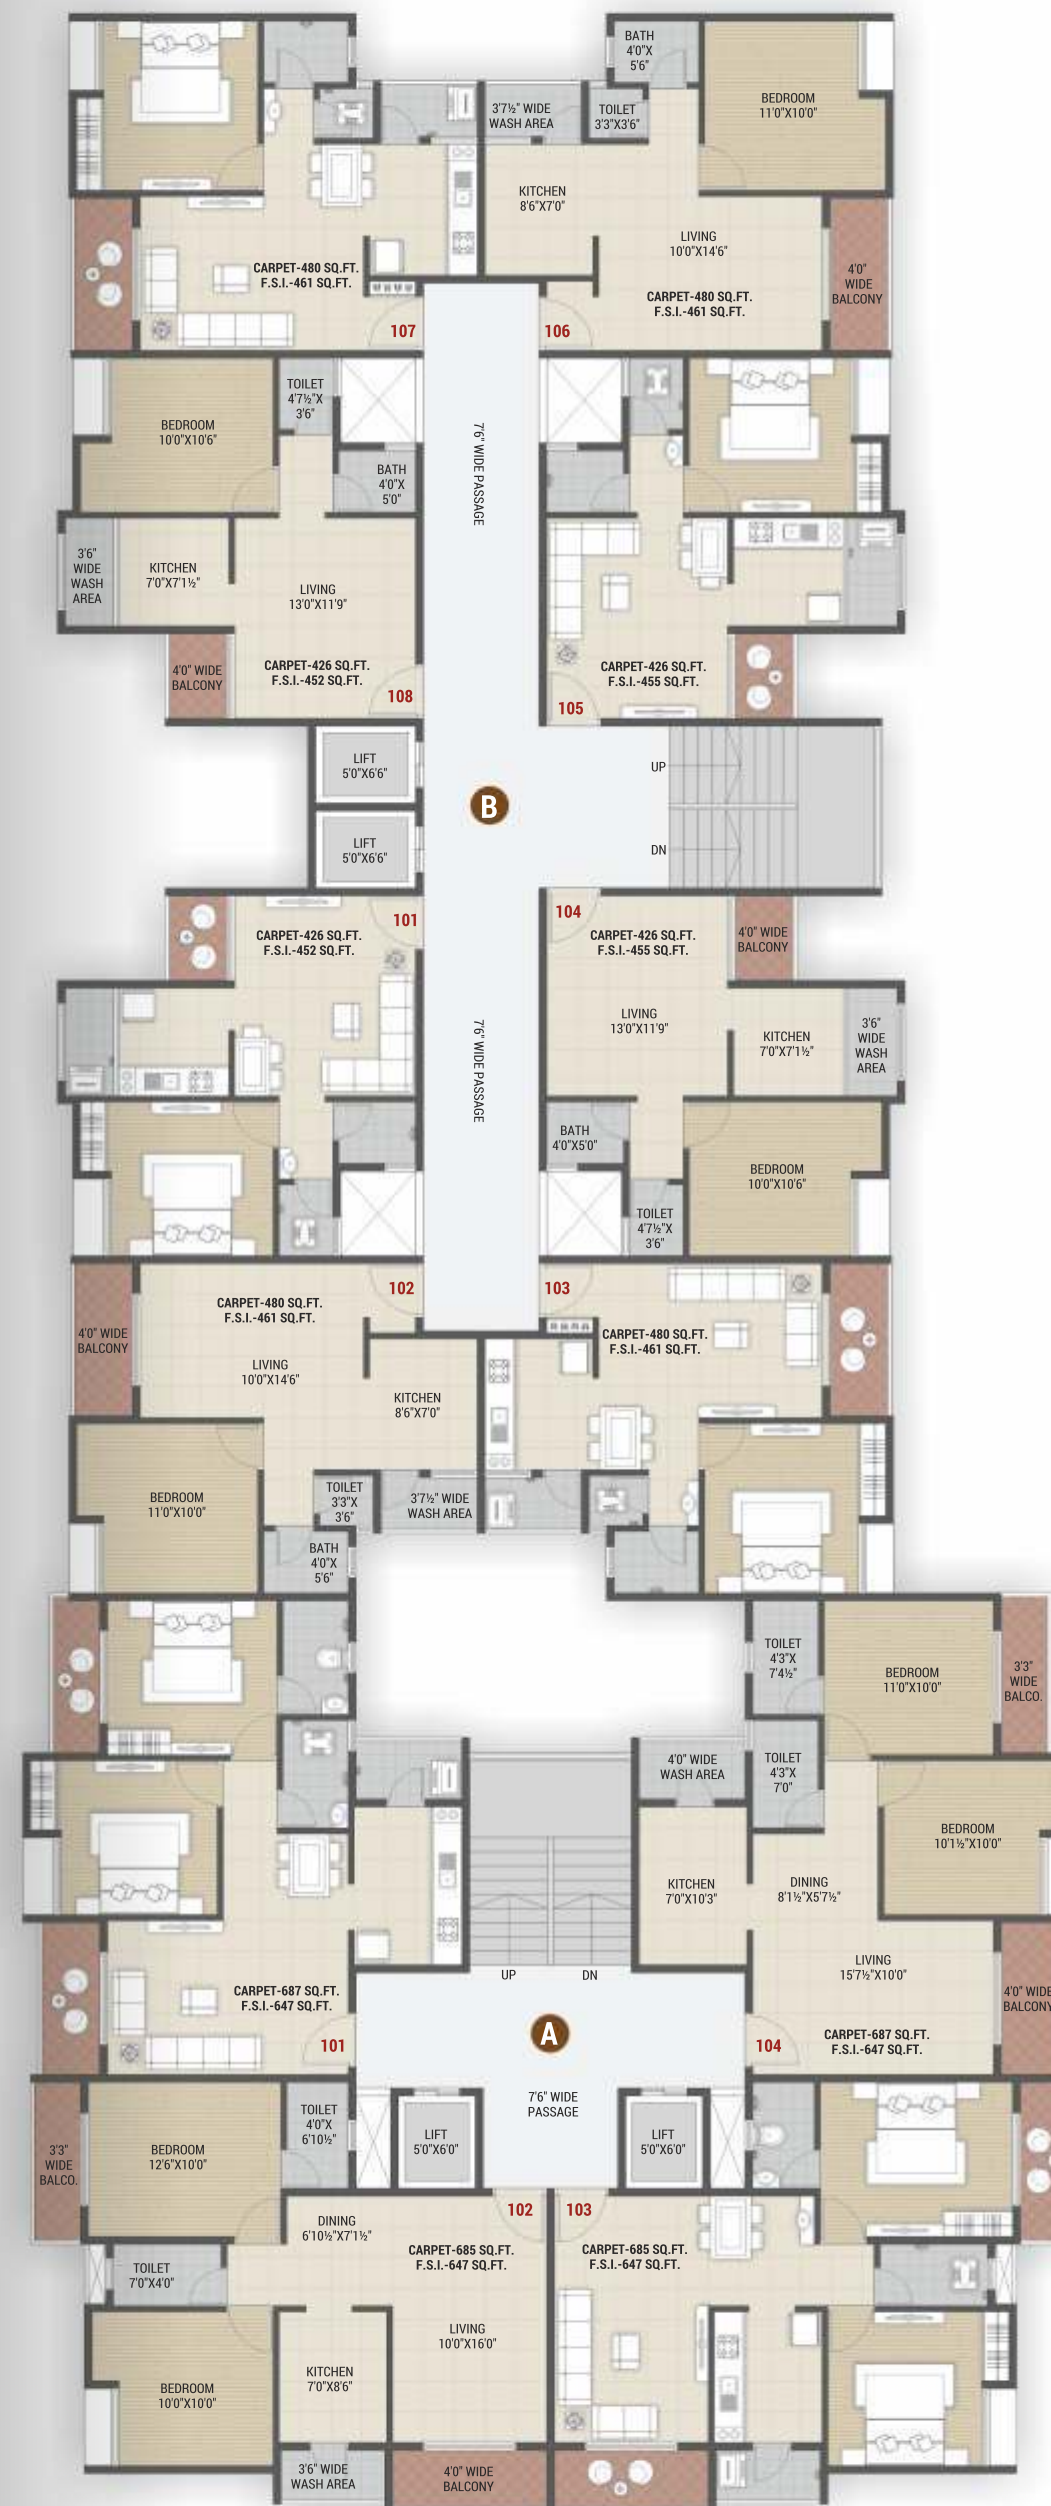 BATH
4'0"X
5'6"
BEDROOM
11'0"X10'0"
3'7½" WIDE
WASH AREA
TOILET
3'3"X3'6"
KITCHEN
8'6"X7'0"
LIVING
10'0"X14'6"
CARPET-480 SQ.FT.
F.S.I.-461 SQ.FT.
4'0"
WIDE
BALCONY
CARPET-480 SQ.FT.
F.S.I.-461 SQ.FT.
107
106
TOILET
4'7½"X
3'6"
BEDROOM
10'0"X10'6"
BATH
4'0"X
5'0"
7'6" WIDE PASSAGE
3'6"
WIDE
WASH
AREA
KITCHEN
7'0"X7'1½"
LIVING
13'0"X11'9"
4'0" WIDE
BALCONY
CARPET-426 SQ.FT.
F.S.I.-452 SQ.FT.
108
CARPET-426 SQ.FT.
F.S.I.-455 SQ.FT.
105
LIFT
5'0"X6'6"
UP
B
LIFT
5'0"X6'6"
DN
101
CARPET-426 SQ.FT.
F.S.I.-452 SQ.FT.
104
CARPET-426 SQ.FT.
F.S.I.-455 SQ.FT.
4'0" WIDE
BALCONY
LIVING
13'0"X11'9"
KITCHEN
7'0"X7'1½"
3'6"
WIDE
WASH
AREA
7'6" WIDE PASSAGE
BATH
4'0"X5'0"
BEDROOM
10'0"X10'6"
TOILET
4'7½"X
3'6"
102
103
CARPET-480 SQ.FT.
F.S.I.-461 SQ.FT.
4'0" WIDE
BALCONY
CARPET-480 SQ.FT.
F.S.I.-461 SQ.FT.
LIVING
10'0"X14'6"
KITCHEN
8'6"X7'0"
BEDROOM
11'0"X10'0"
TOILET
3'3"X
3'6"
3'7½" WIDE
WASH AREA
BATH
4'0"X
5'6"
TOILET
4'3"X
7'4½"
BEDROOM
11'0"X10'0"
3'3"
WIDE
BALCO.
4'0" WIDE
WASH AREA
TOILET
4'3"X
7'0"
BEDROOM
10'1½"X10'0"
KITCHEN
7'0"X10'3"
DINING
8'1½"X5'7½"
LIVING
15'7½"X10'0"
UP
DN
CARPET-687 SQ.FT.
F.S.I.-647 SQ.FT.
4'0" WIDE
BALCONY
101
A
104
CARPET-687 SQ.FT.
F.S.I.-647 SQ.FT.
7'6" WIDE
PASSAGE
TOILET
4'0"X
6'10½"
LIFT
5'0"X6'0"
LIFT
5'0"X6'0"
3'3"
WIDE
BALCO.
BEDROOM
12'6"X10'0"
102
103
DINING
6'10½"X7'1½"
CARPET-685 SQ.FT.
F.S.I.-647 SQ.FT.
CARPET-685 SQ.FT.
F.S.I.-647 SQ.FT.
TOILET
7'0"X4'0"
LIVING
10'0"X16'0"
KITCHEN
7'0"X8'6"
BEDROOM
10'0"X10'0"
3'6" WIDE
WASH AREA
4'0" WIDE
BALCONY